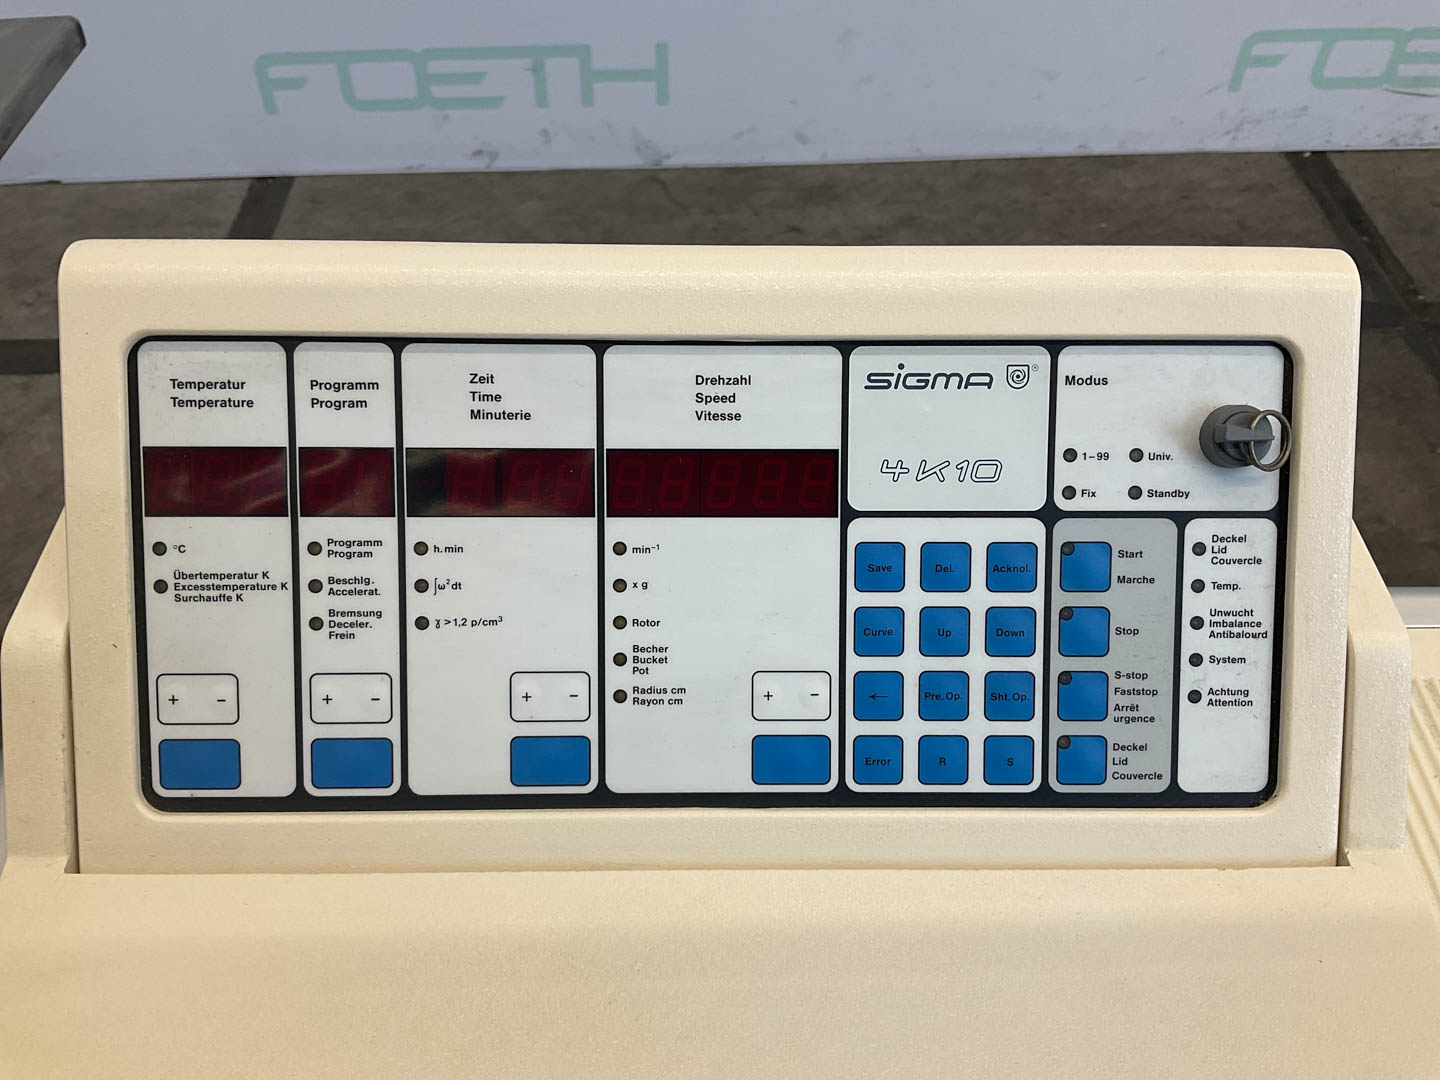 FOETH
FOE
Temperatur
Temperature
°C
Übertemperatur K
Excesstemperature K
Surchauffe K
+ −
Programm
Program
Programm
Program
Beschlg.
Accelerat.
Bremsung
Deceler.
Frein
+ −
Zeit
Time
Minuterie
h. min
∫ω²dt
ɣ > 1,2 p/cm³
+ −
Drehzahl
Speed
Vitesse
min⁻¹
x g
Rotor
Becher
Bucket
Pot
Radius cm
Rayon cm
+ −
SIGMA ®
4K10
Save Del. Acknol.
Curve Up Down
← Pre. Op. Sht. Op.
Error R S
Modus
1–99 Univ.
Fix Standby
Start
Marche
Stop
S-stop
Faststop
Arrêt
urgence
Deckel
Lid
Couvercle
Deckel
Lid
Couvercle
Temp.
Unwucht
Imbalance
Antibalourd
System
Achtung
Attention